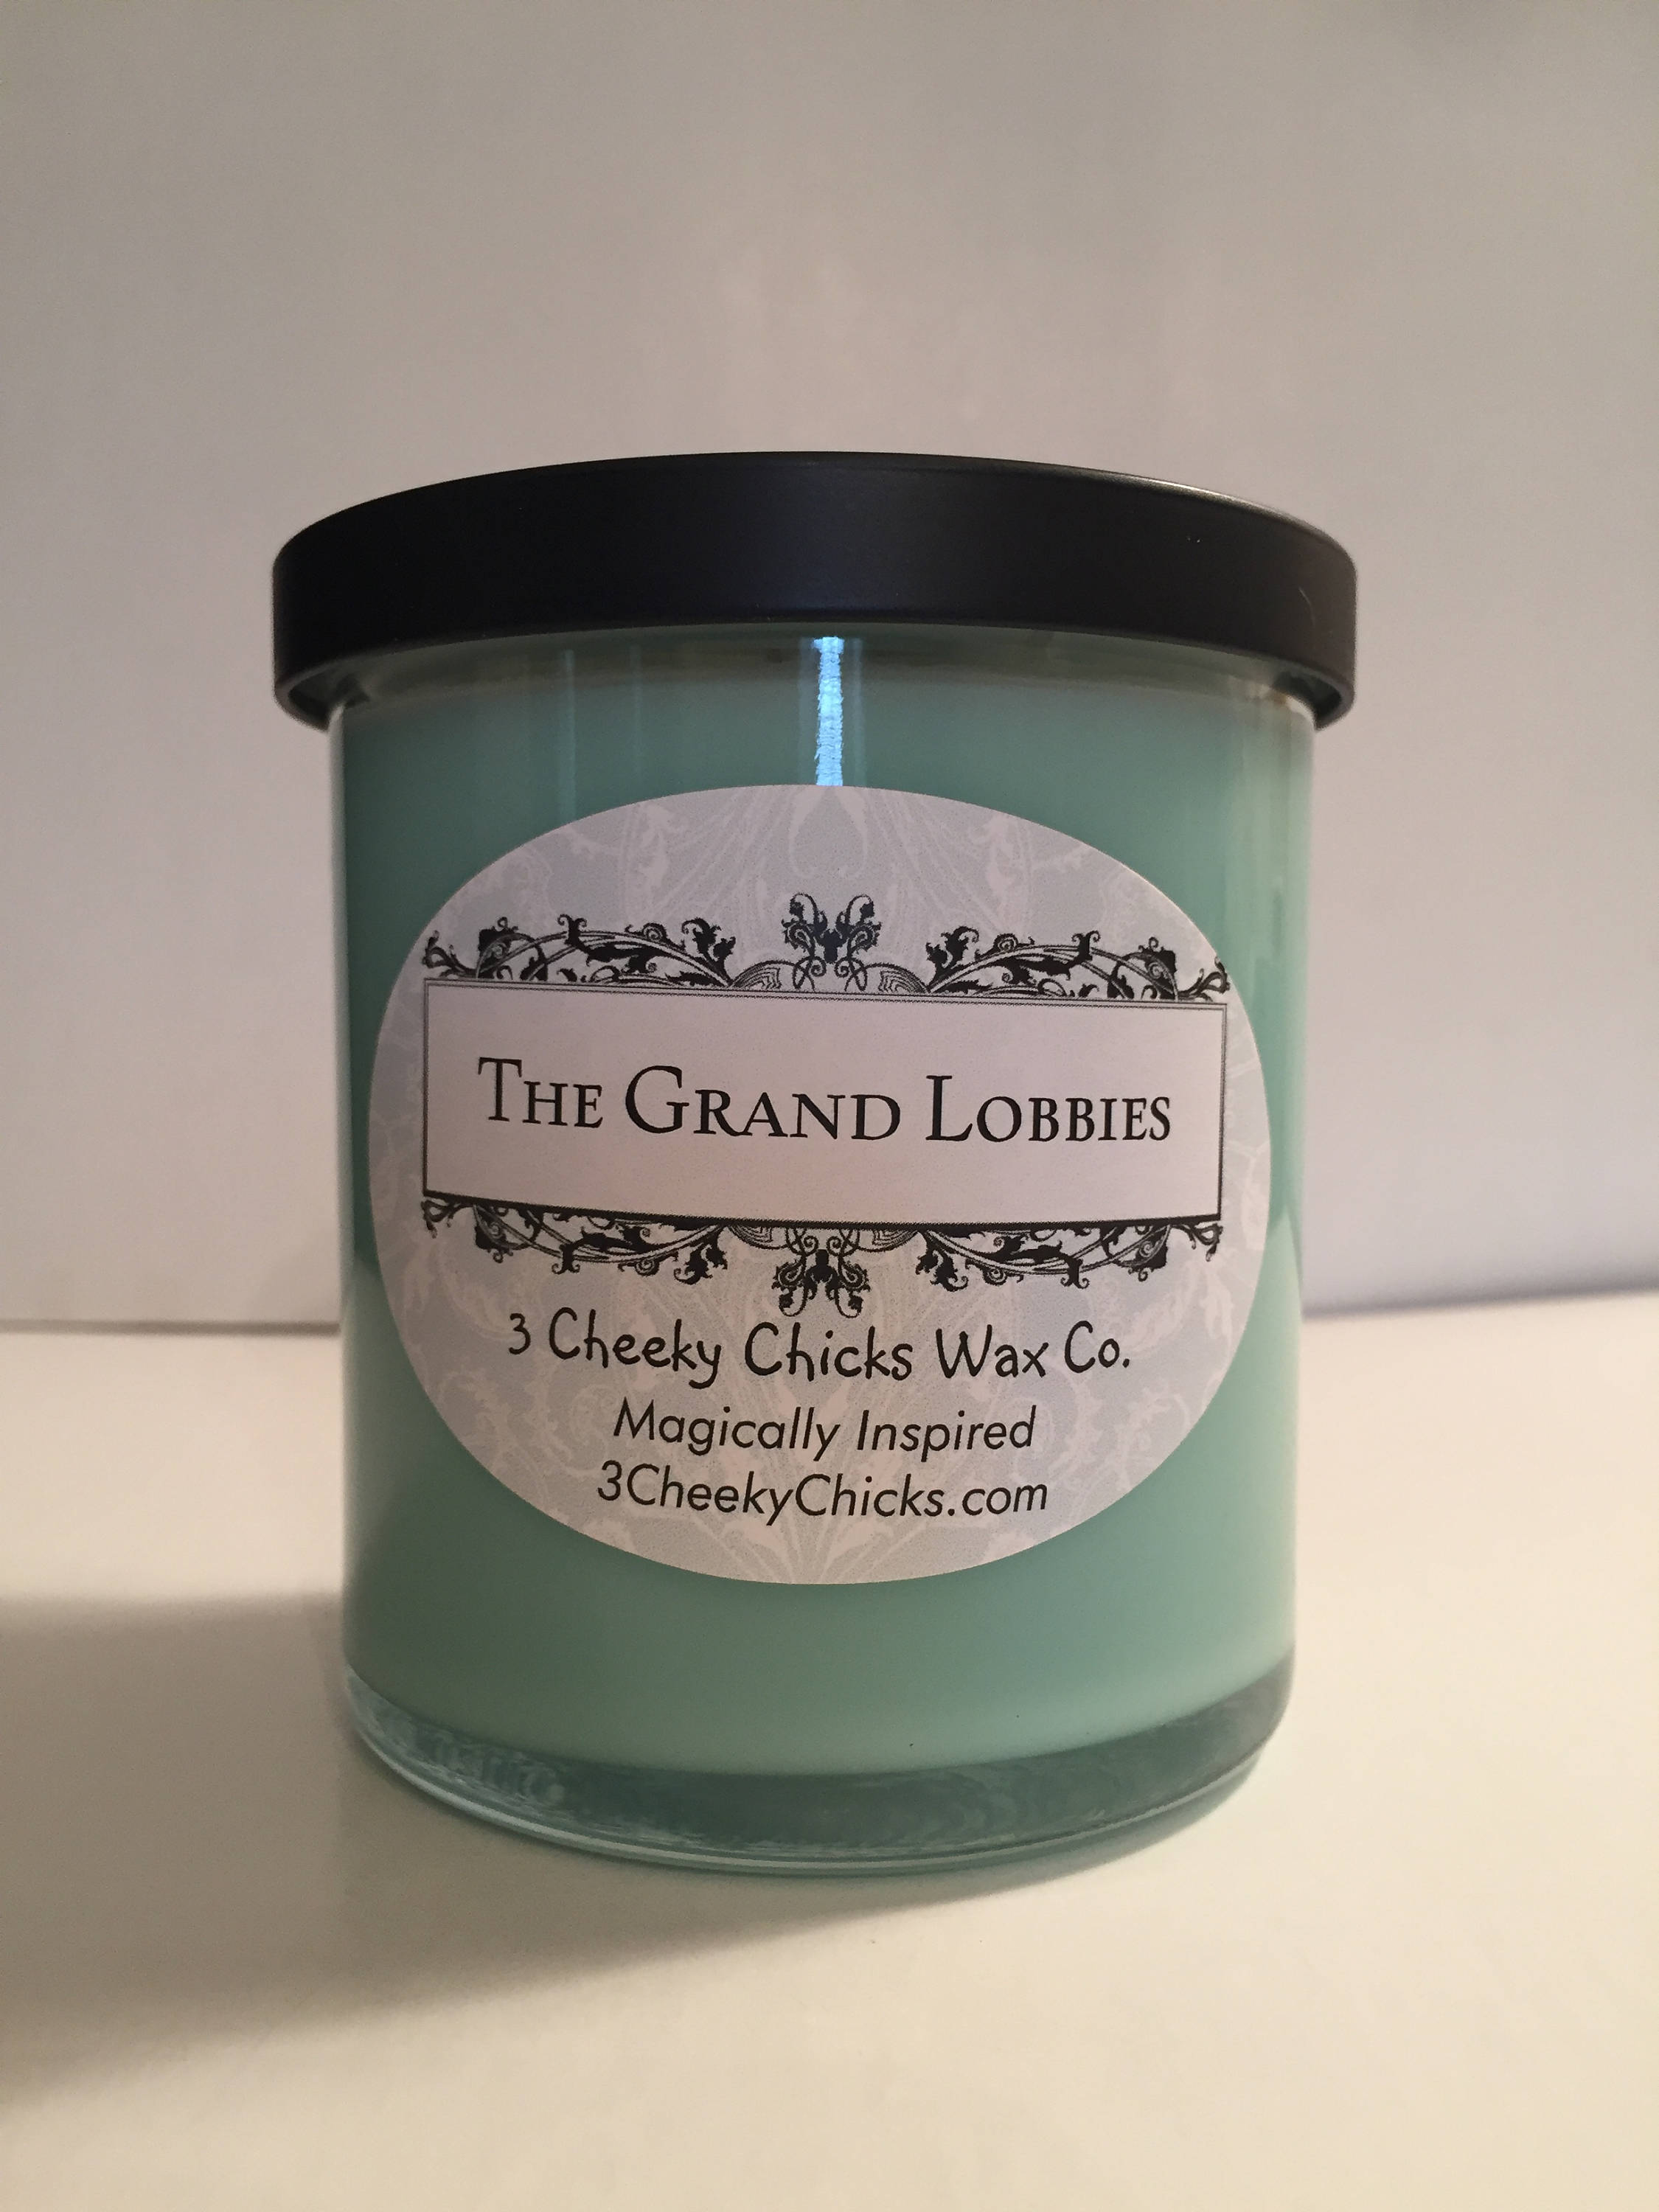 THE GRAND LOBBIES
3 Cheeky Chicks Wax Co.
Magically Inspired
3CheekyChicks.com